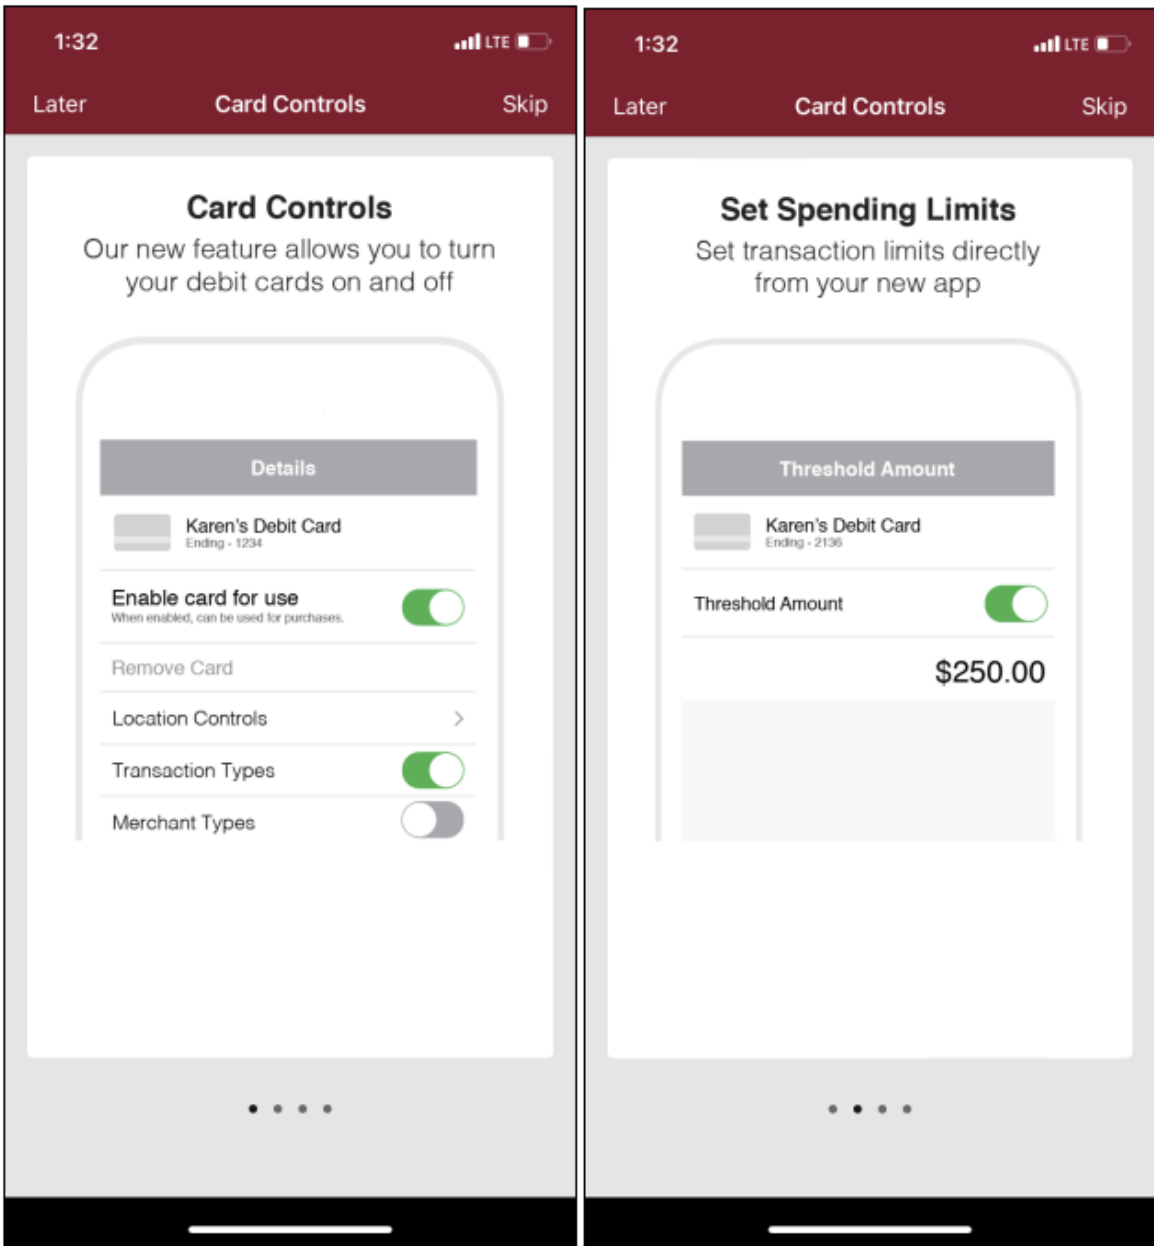 1:32
LTE
Later
Card Controls
Skip
Card Controls
Our new feature allows you to turn
your debit cards on and off
Details
Karen's Debit Card
Ending - 1234
Enable card for use
When enabled, can be used for purchases.
Remove Card
Location Controls
Transaction Types
Merchant Types
1:32
LTE
Later
Card Controls
Skip
Set Spending Limits
Set transaction limits directly
from your new app
Threshold Amount
Karen's Debit Card
Ending - 2136
Threshold Amount
$250.00